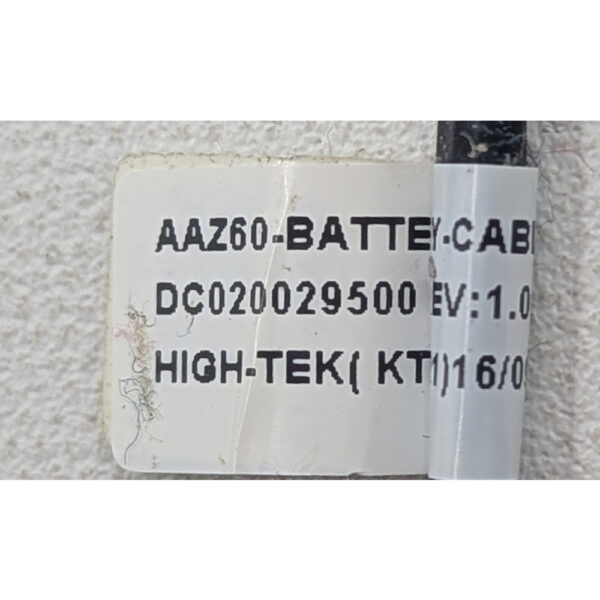 AAZ60-BATTEY-CAB
DC020029500 EV:1.0
HIGH-TEK( KT1)16/0